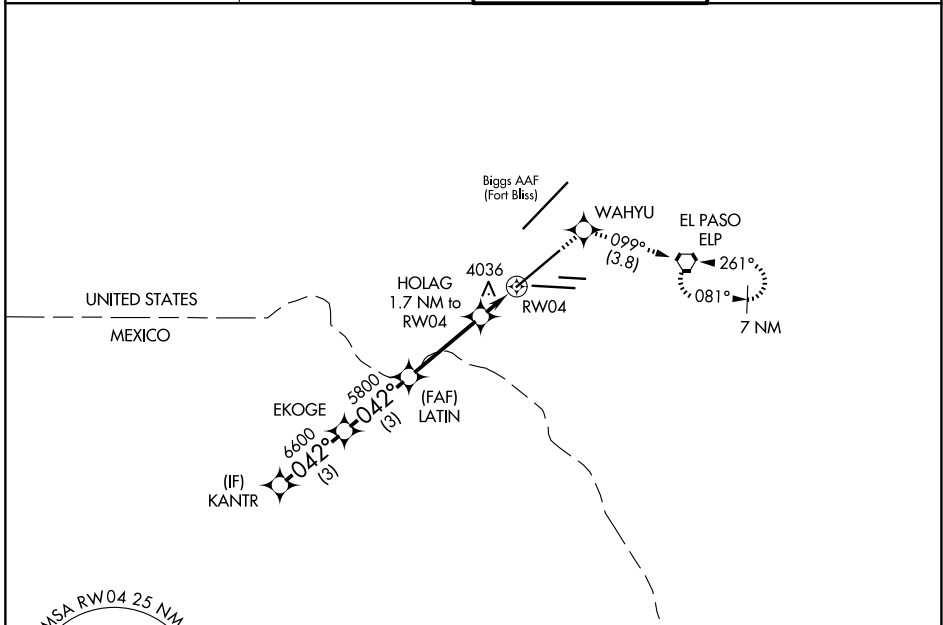 Biggs AAF
(Fort Bliss)
WAHYU
EL PASO
ELP
099°
(3.8)
261°
081°
7 NM
HOLAG
1.7 NM to
RW04
4036
RW04
UNITED STATES
MEXICO
5800
042°
(3)
(FAF)
LATIN
EKOGE
6600
042°
(3)
(IF)
KANTR
MSA RW04 25 NM